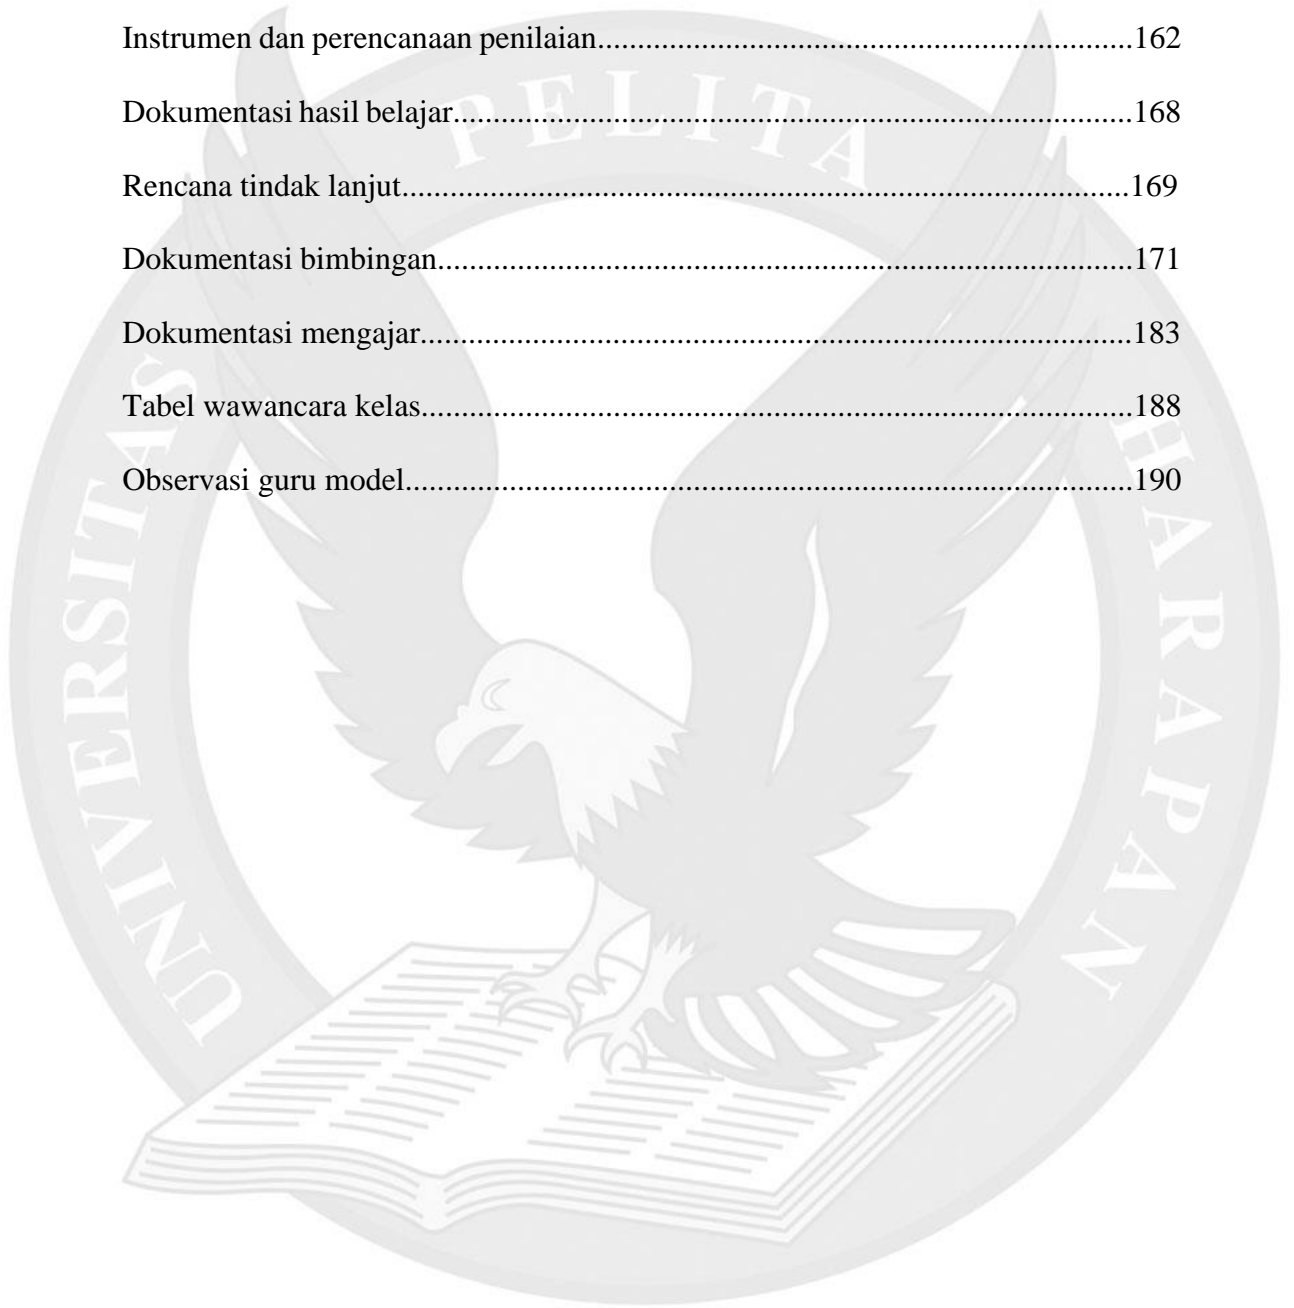 Instrumen dan perencanaan penilaian....................................................................162
Dokumentasi hasil belajar.......................................................................................168
Rencana tindak lanjut.............................................................................................169
Dokumentasi bimbingan.........................................................................................171
Dokumentasi mengajar...........................................................................................183
Tabel wawancara kelas...........................................................................................188
Observasi guru model.............................................................................................190
UNIVERSITAS PELITA HARAPAN